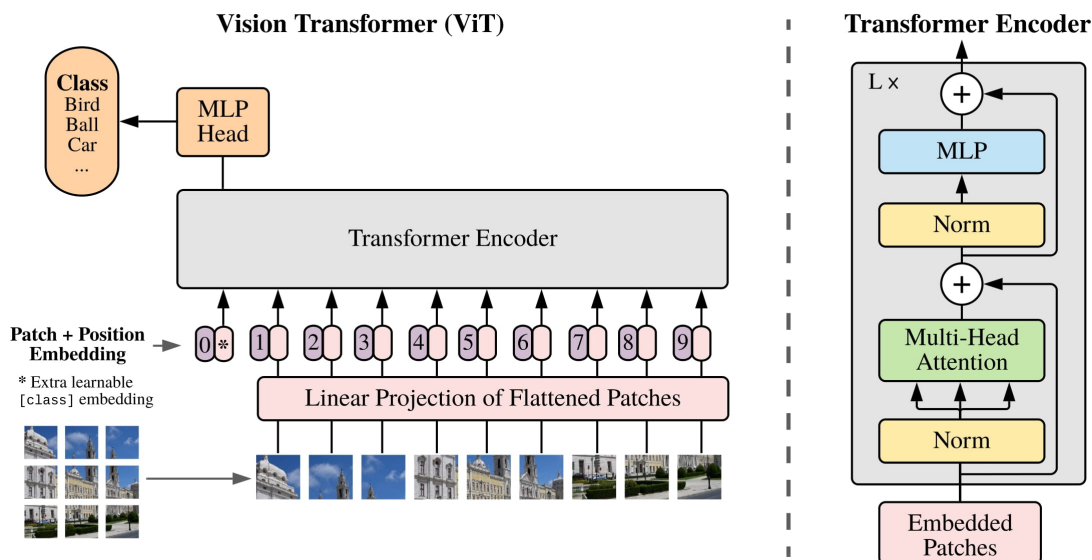 Vision Transformer (ViT)
Class
Bird
Ball
Car
...
MLP
Head
Transformer Encoder
Patch + Position
Embedding
0 * 1 2 3 4 5 6 7 8 9
* Extra learnable
[class] embedding
Linear Projection of Flattened Patches
Transformer Encoder
L x
+
MLP
Norm
+
Multi-Head
Attention
Norm
Embedded
Patches